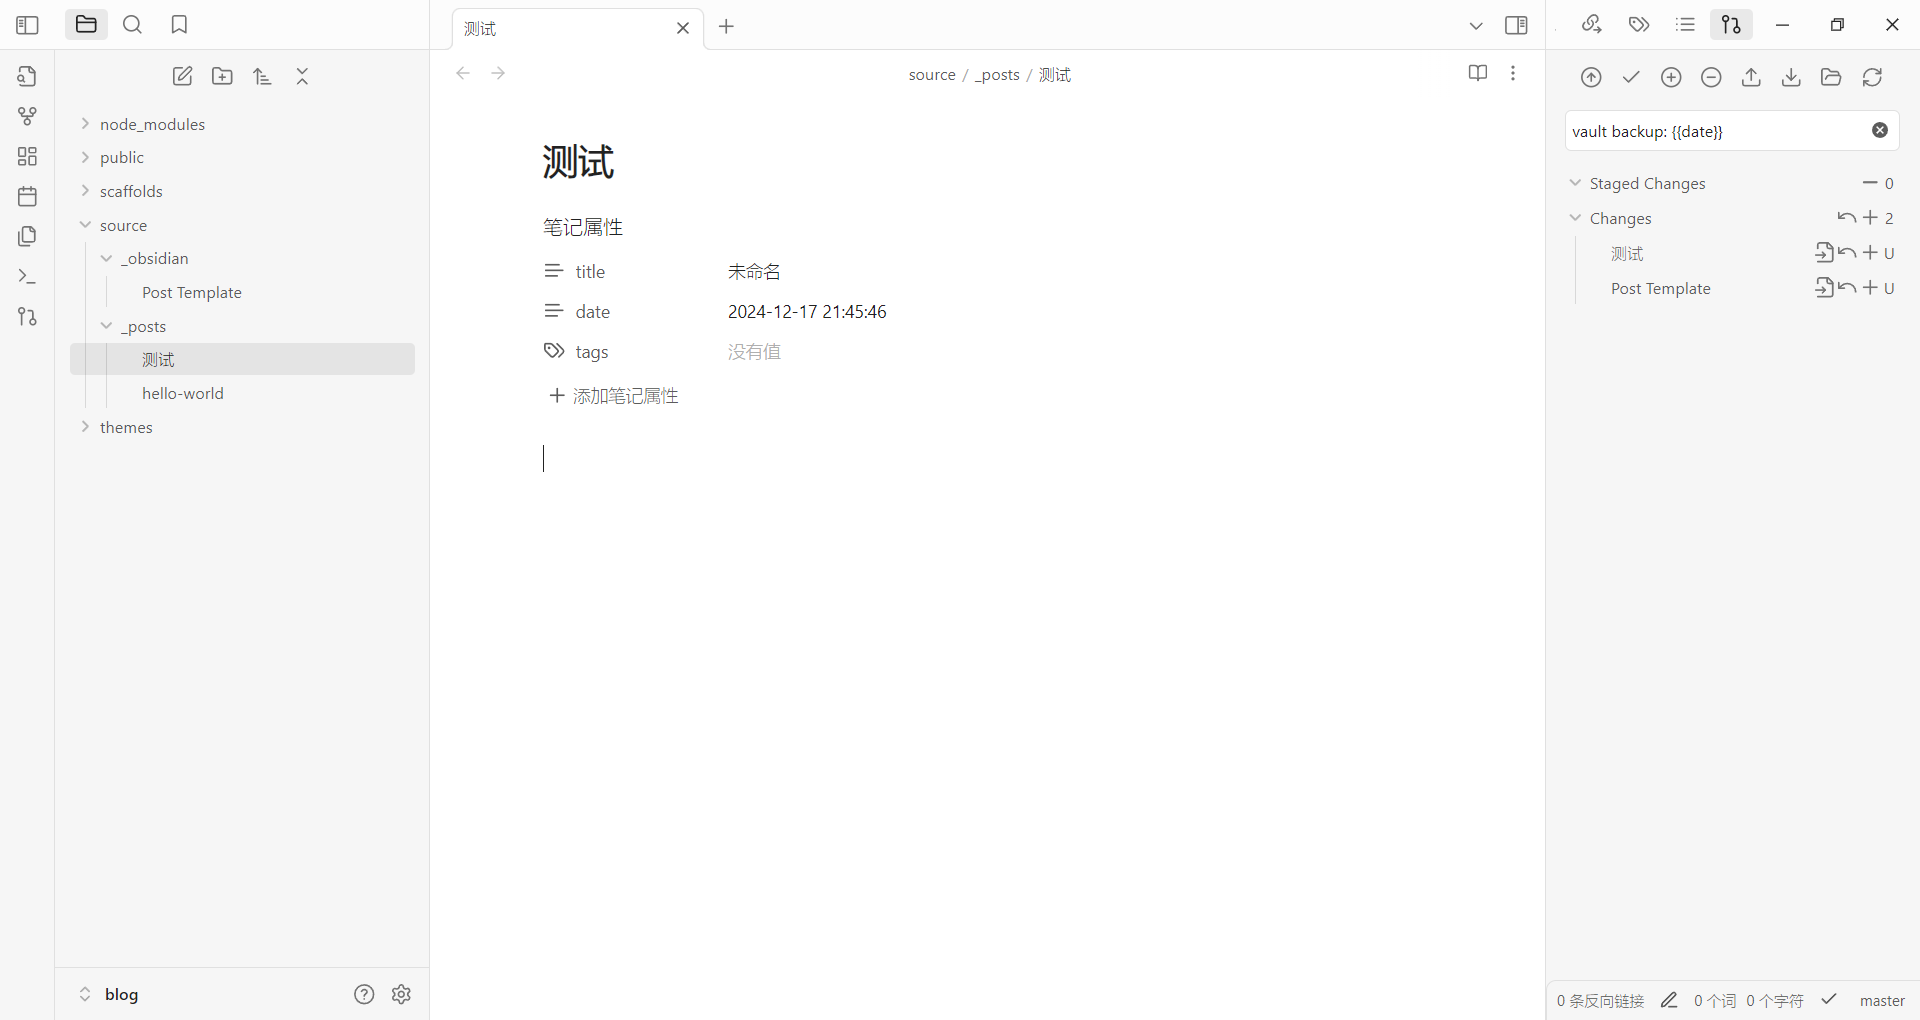 测试
source / _posts / 测试
node_modules
public
scaffolds
source
_obsidian
Post Template
_posts
测试
hello-world
themes
blog
测试
笔记属性
title 未命名
date 2024-12-17 21:45:46
tags 没有值
添加笔记属性
vault backup: {{date}}
Staged Changes 0
Changes 2
测试 U
Post Template U
0 条反向链接 0 个词 0 个字符 master